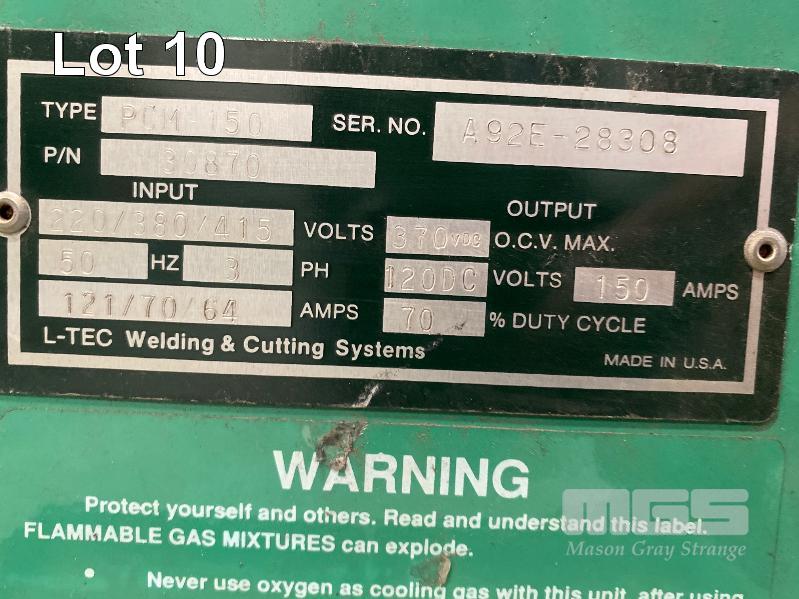 Lot 10
TYPE PCM-150 SER. NO. A92E-28308
P/N 30870
INPUT OUTPUT
220/380/415 VOLTS 370 VDC O.C.V. MAX.
50 HZ 3 PH 120DC VOLTS 150 AMPS
121/70/64 AMPS 70 % DUTY CYCLE
L-TEC Welding & Cutting Systems MADE IN U.S.A.
WARNING
Protect yourself and others. Read and understand this label.
FLAMMABLE GAS MIXTURES can explode.
• Never use oxygen as cooling gas with this unit, after using
MGS
Mason Gray Strange